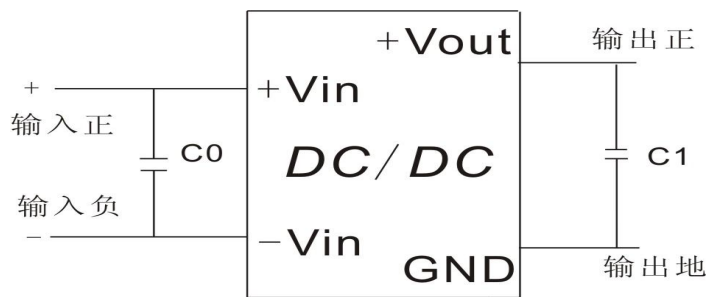 +Vout
输出正
+
+Vin
输入正
C0
DC/DC
C1
输入负
−
−Vin
GND
输出地